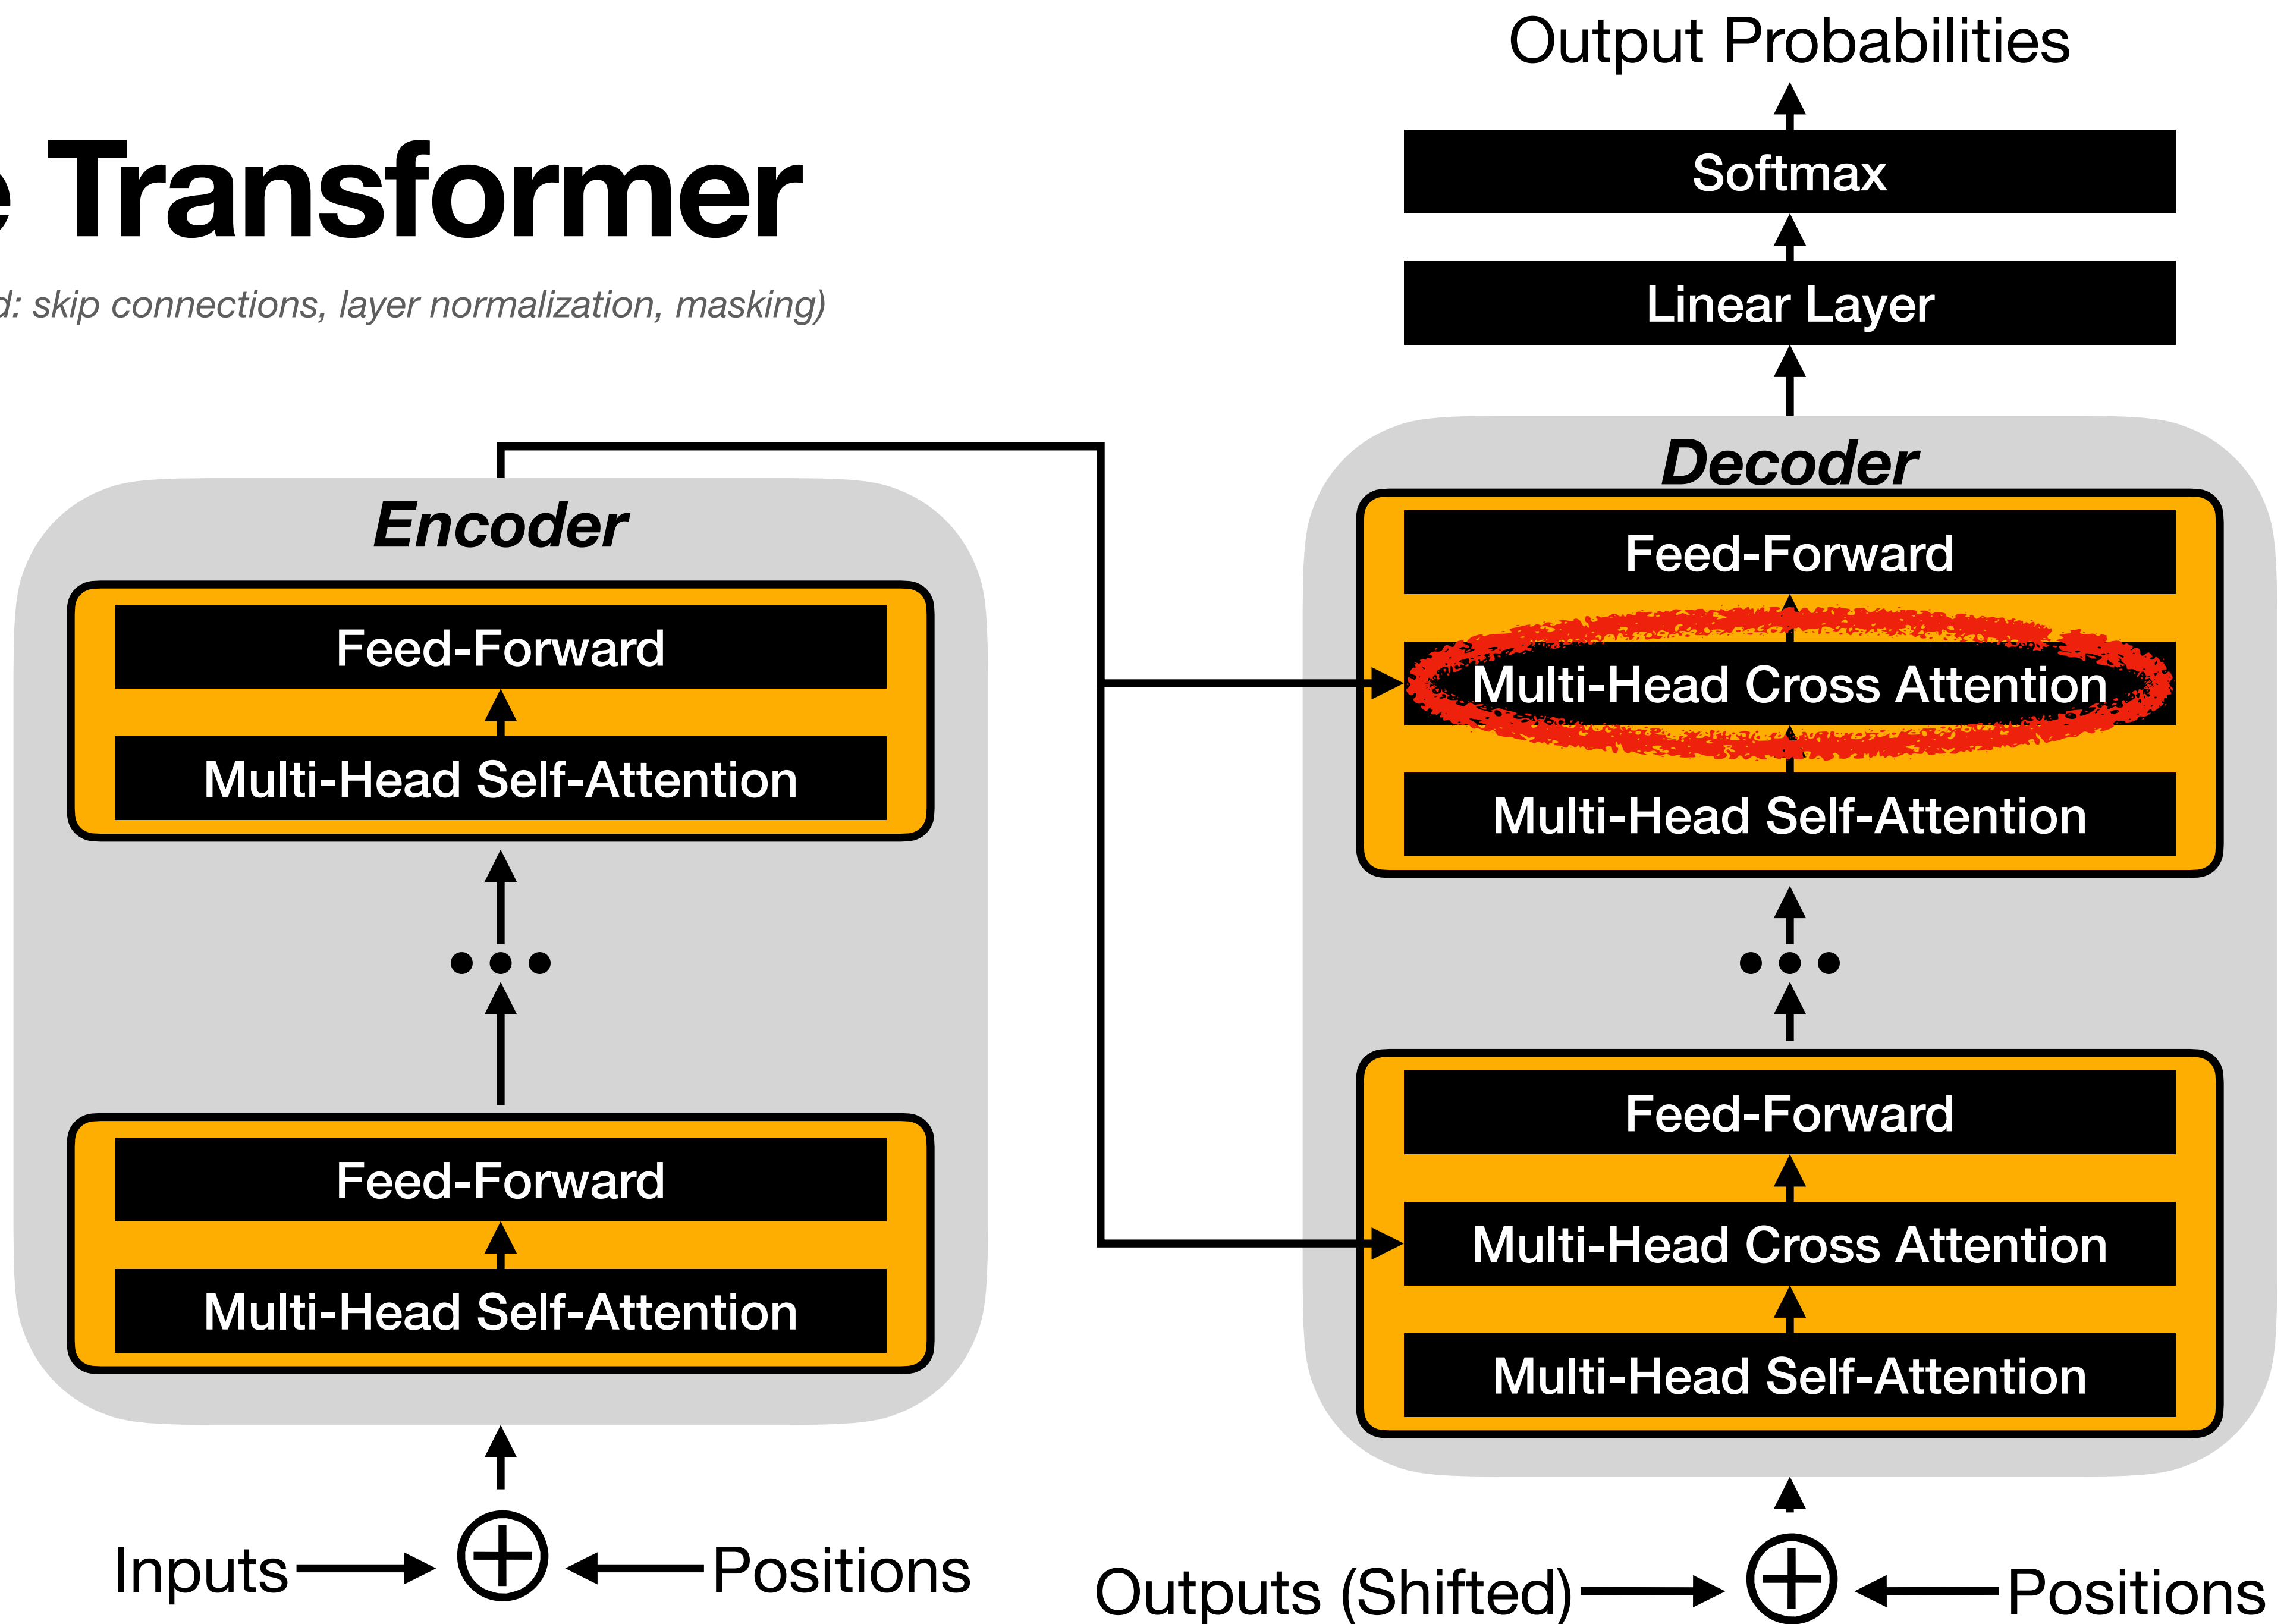 e Transformer
d: skip connections, layer normalization, masking)
Encoder
Feed-Forward
Multi-Head Self-Attention
...
Feed-Forward
Multi-Head Self-Attention
Inputs
Positions
Output Probabilities
Softmax
Linear Layer
Decoder
Feed-Forward
Multi-Head Cross Attention
Multi-Head Self-Attention
...
Feed-Forward
Multi-Head Cross Attention
Multi-Head Self-Attention
Outputs (Shifted)
Positions